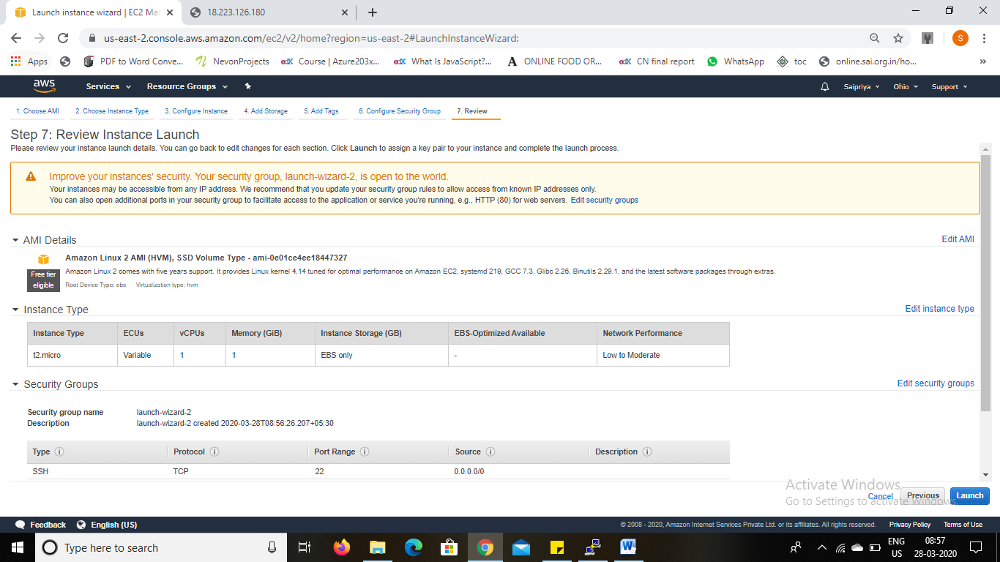 Launch instance wizard | EC2 Ma
18.223.126.180
us-east-2.console.aws.amazon.com/ec2/v2/home?region=us-east-2#LaunchInstanceWizard:
S
Apps
PDF to Word Conve...
NevonProjects
edX
Course | Azure203x...
edX
What Is JavaScript?...
A
ONLINE FOOD OR...
edX
CN final report
WhatsApp
toc
online.sai.org.in/ho...
»
aws
Services
Resource Groups
Saipriya
Ohio
Support
1. Choose AMI
2. Choose Instance Type
3. Configure Instance
4. Add Storage
5. Add Tags
6. Configure Security Group
7. Review
Step 7: Review Instance Launch
Please review your instance launch details. You can go back to edit changes for each section. Click Launch to assign a key pair to your instance and complete the launch process.
Improve your instances' security. Your security group, launch-wizard-2, is open to the world.
Your instances may be accessible from any IP address. We recommend that you update your security group rules to allow access from known IP addresses only.
You can also open additional ports in your security group to facilitate access to the application or service you're running, e.g., HTTP (80) for web servers. Edit security groups
AMI Details
Edit AMI
Amazon Linux 2 AMI (HVM), SSD Volume Type - ami-0e01ce4ee18447327
Free tier
eligible
Amazon Linux 2 comes with five years support. It provides Linux kernel 4.14 tuned for optimal performance on Amazon EC2, systemd 219, GCC 7.3, Glibc 2.26, Binutils 2.29.1, and the latest software packages through extras.
Root Device Type: ebs Virtualization type: hvm
Instance Type
Edit instance type
Instance Type ECUs vCPUs Memory (GiB) Instance Storage (GB) EBS-Optimized Available Network Performance
t2.micro Variable 1 1 EBS only - Low to Moderate
Security Groups
Edit security groups
Security group name launch-wizard-2
Description launch-wizard-2 created 2020-03-28T08:56:26.207+05:30
Type Protocol Port Range Source Description
SSH TCP 22 0.0.0.0/0
Activate Windows
Go to Settings to activate Windows.
Cancel
Previous
Launch
Feedback
English (US)
© 2008 - 2020, Amazon Internet Services Private Ltd. or its affiliates. All rights reserved.
Privacy Policy
Terms of Use
Type here to search
W
ENG
US
08:57
28-03-2020